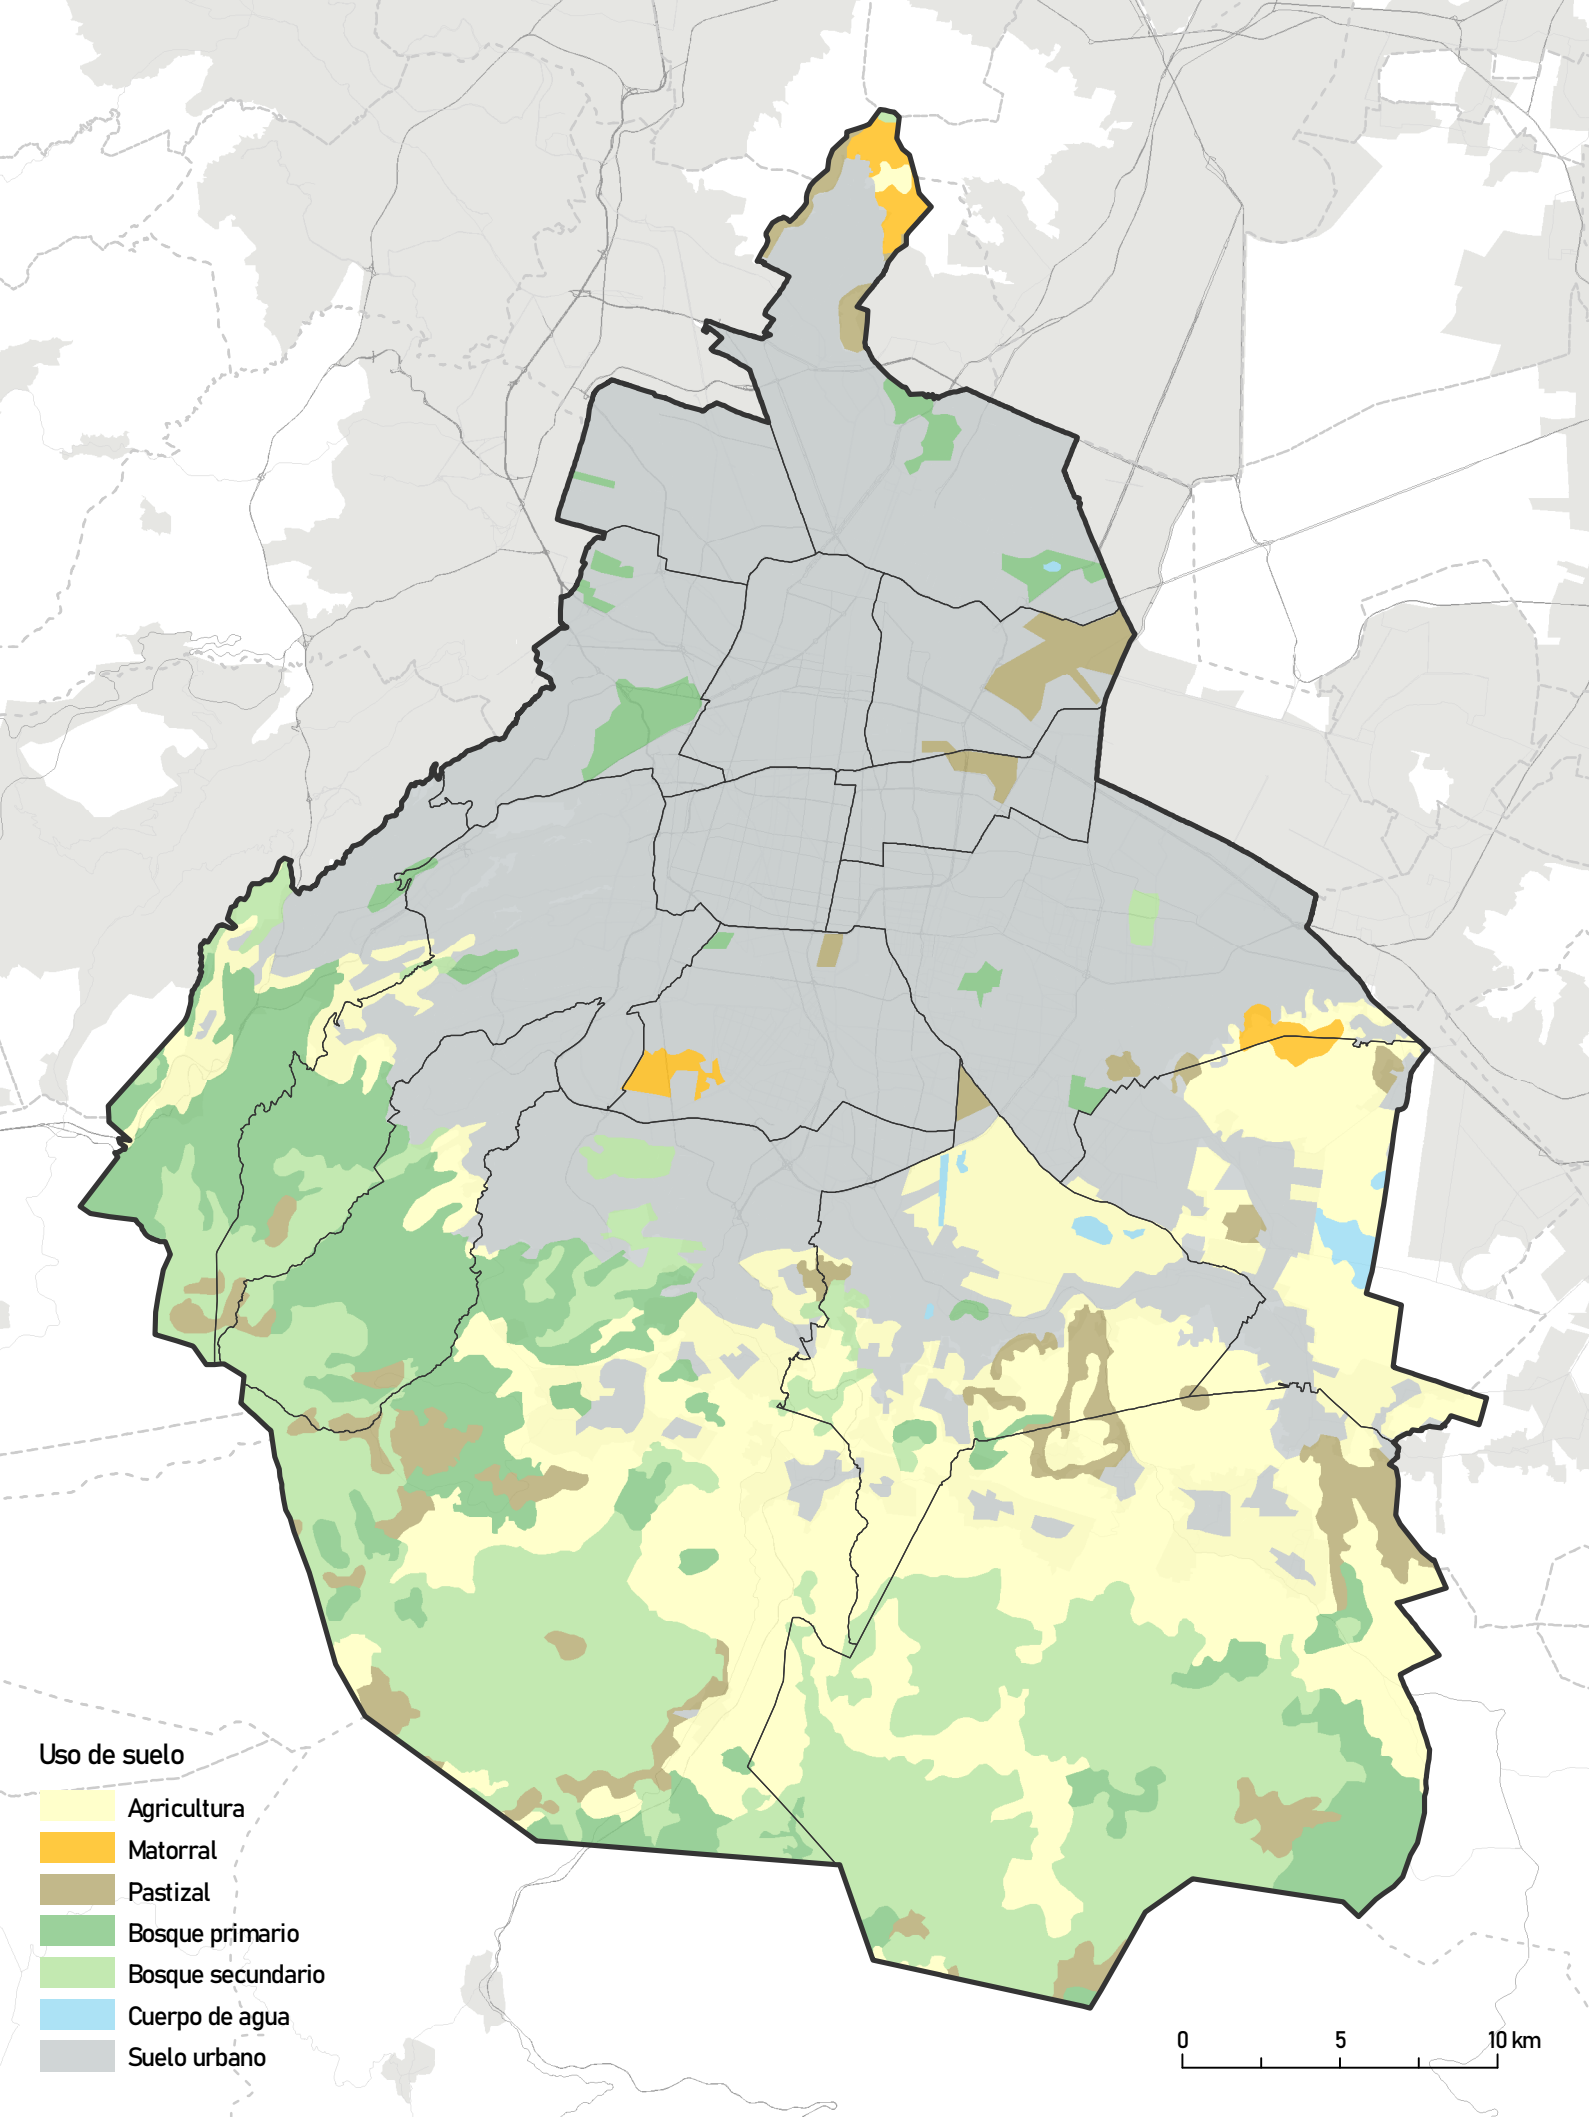 Uso de suelo
Agricultura
Matorral
Pastizal
Bosque primario
Bosque secundario
Cuerpo de agua
Suelo urbano
0 5 10 km